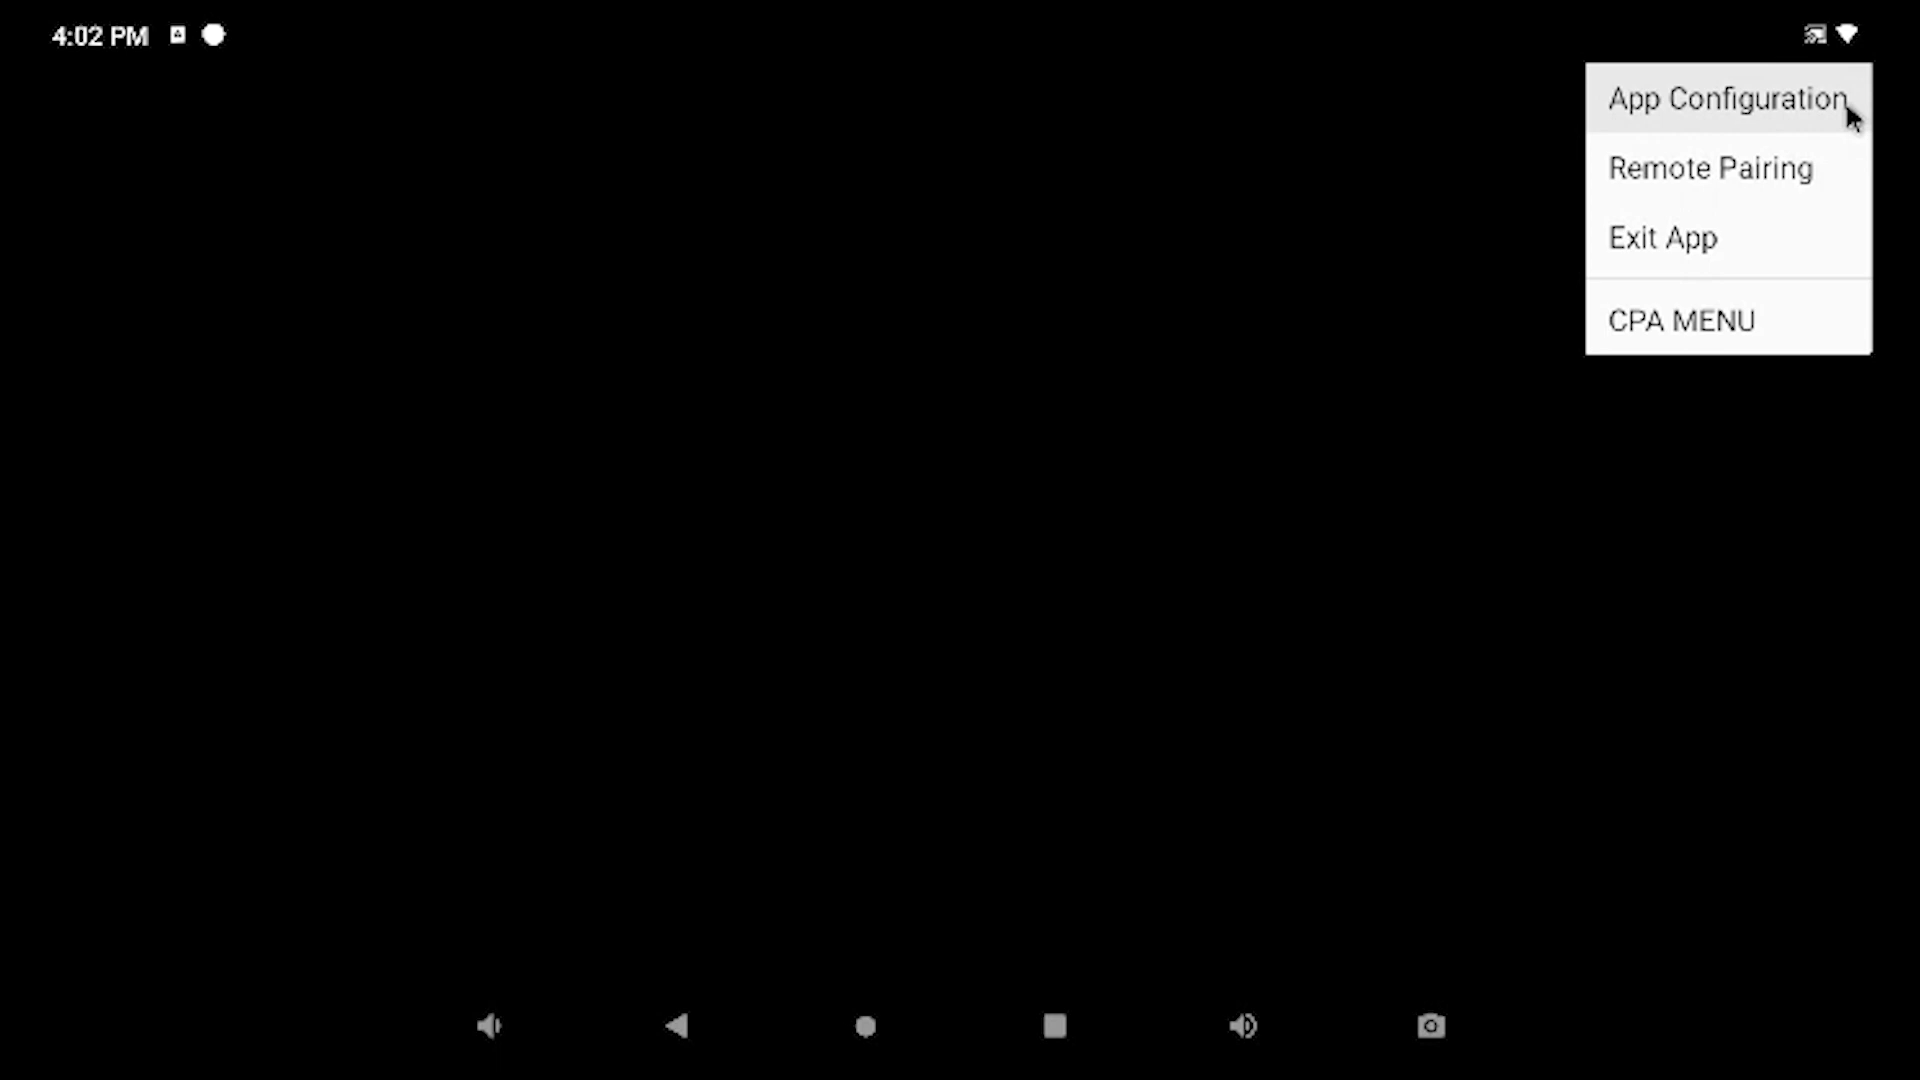 4:02 PM
App Configuration
Remote Pairing
Exit App
CPA MENU